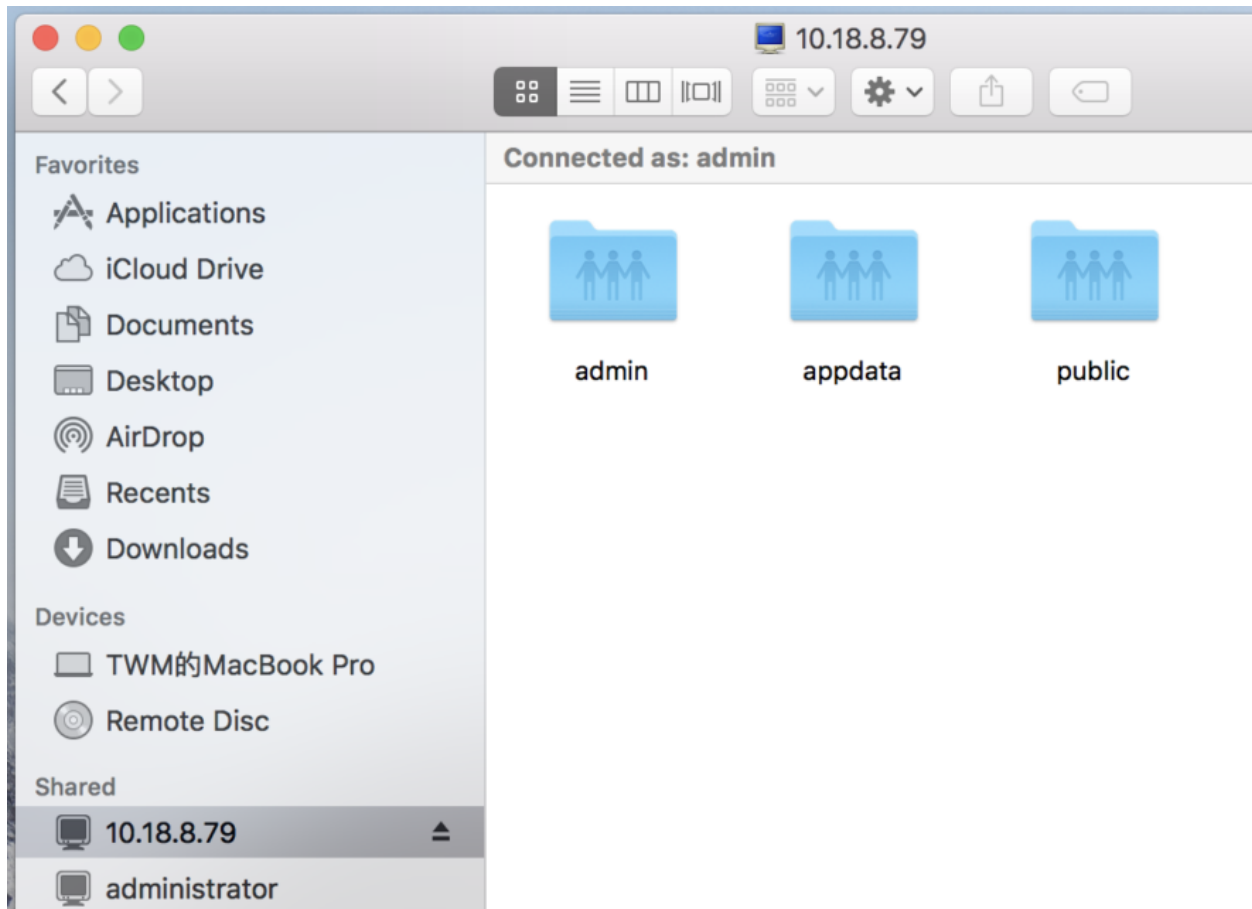 10.18.8.79
Favorites
Applications
iCloud Drive
Documents
Desktop
AirDrop
Recents
Downloads
Devices
TWM的MacBook Pro
Remote Disc
Shared
10.18.8.79
administrator
Connected as: admin
admin
appdata
public